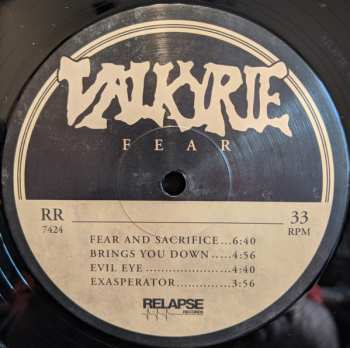 VALKYRIE
FEAR
RR 33
7424 RPM
FEAR AND SACRIFICE...6:40
BRINGS YOU DOWN.....4:56
EVIL EYE......................4:40
EXASPERATOR.............3:56
RELAPSE
RECORDS